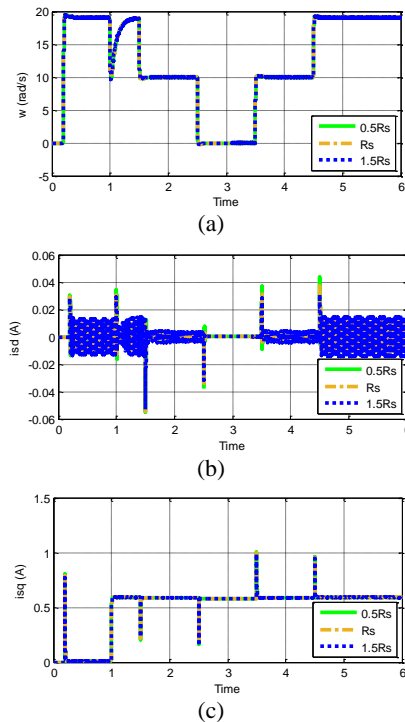 20
15
10
5
0
-5
w (rad/s)
0.5Rs
Rs
1.5Rs
0 1 2 3 4 5 6
Time
(a)
0.06
0.04
0.02
0
-0.02
-0.04
-0.06
isd (A)
0.5Rs
Rs
1.5Rs
0 1 2 3 4 5 6
Time
(b)
1.5
1
0.5
0
isq (A)
0.5Rs
Rs
1.5Rs
0 1 2 3 4 5 6
Time
(c)